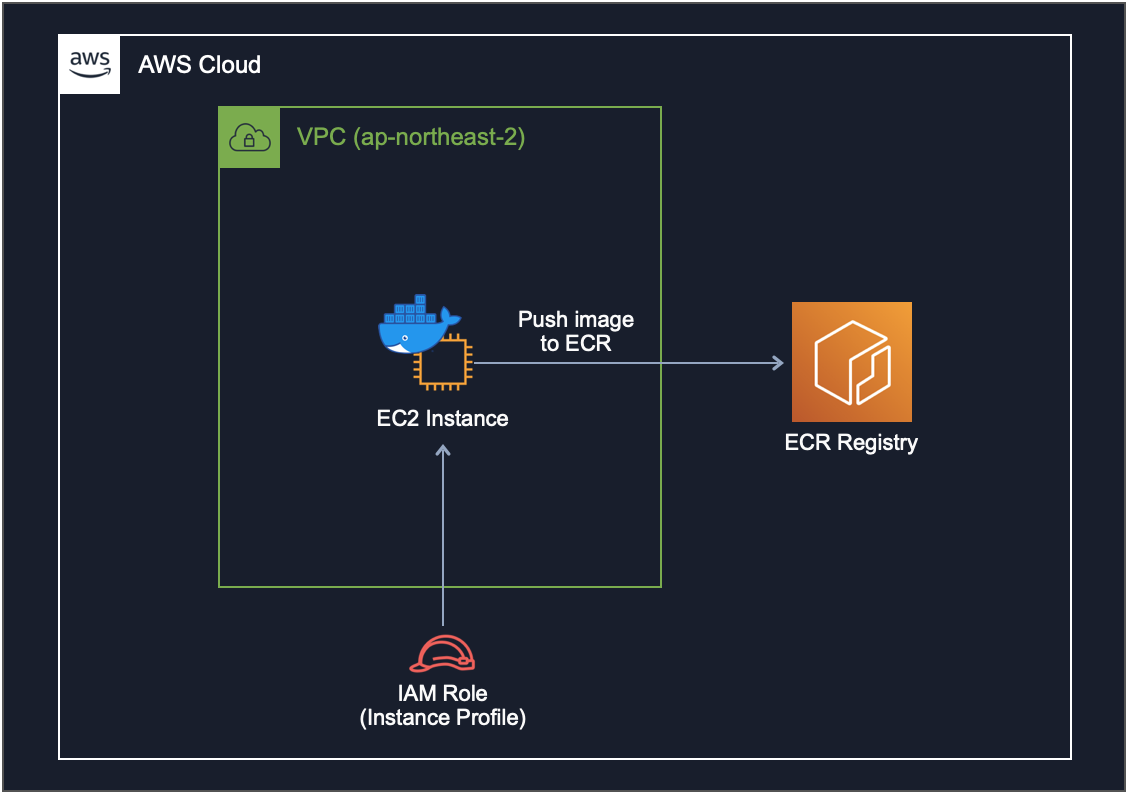 aws
AWS Cloud
VPC (ap-northeast-2)
Push image
to ECR
EC2 Instance
ECR Registry
IAM Role
(Instance Profile)